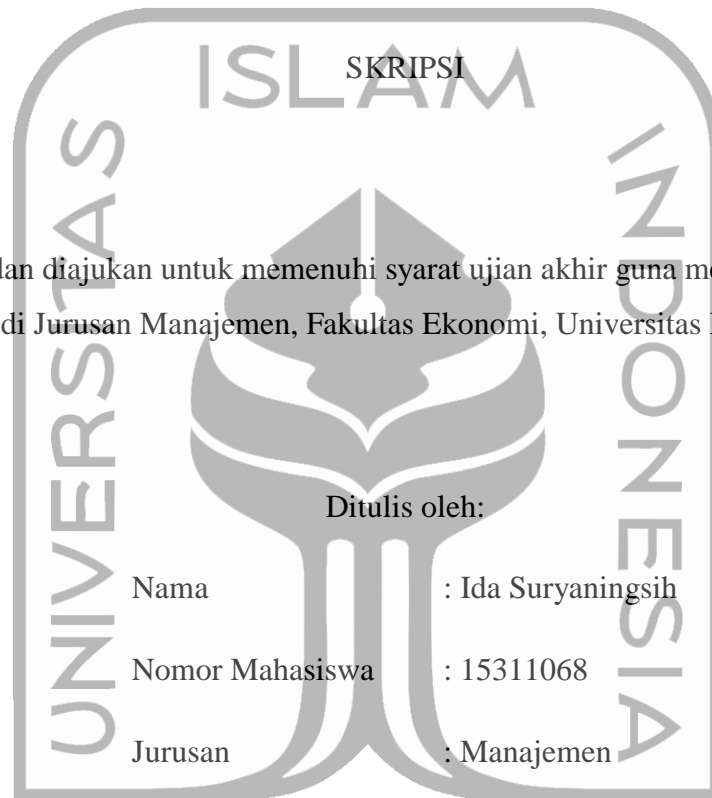 ISLAM
SKRIPSI
UNIVERSITAS
INDONESIA
dan diajukan untuk memenuhi syarat ujian akhir guna
di Jurusan Manajemen, Fakultas Ekonomi, Universitas
Ditulis oleh:
Nama : Ida Suryaningsih
Nomor Mahasiswa : 15311068
Jurusan : Manajemen